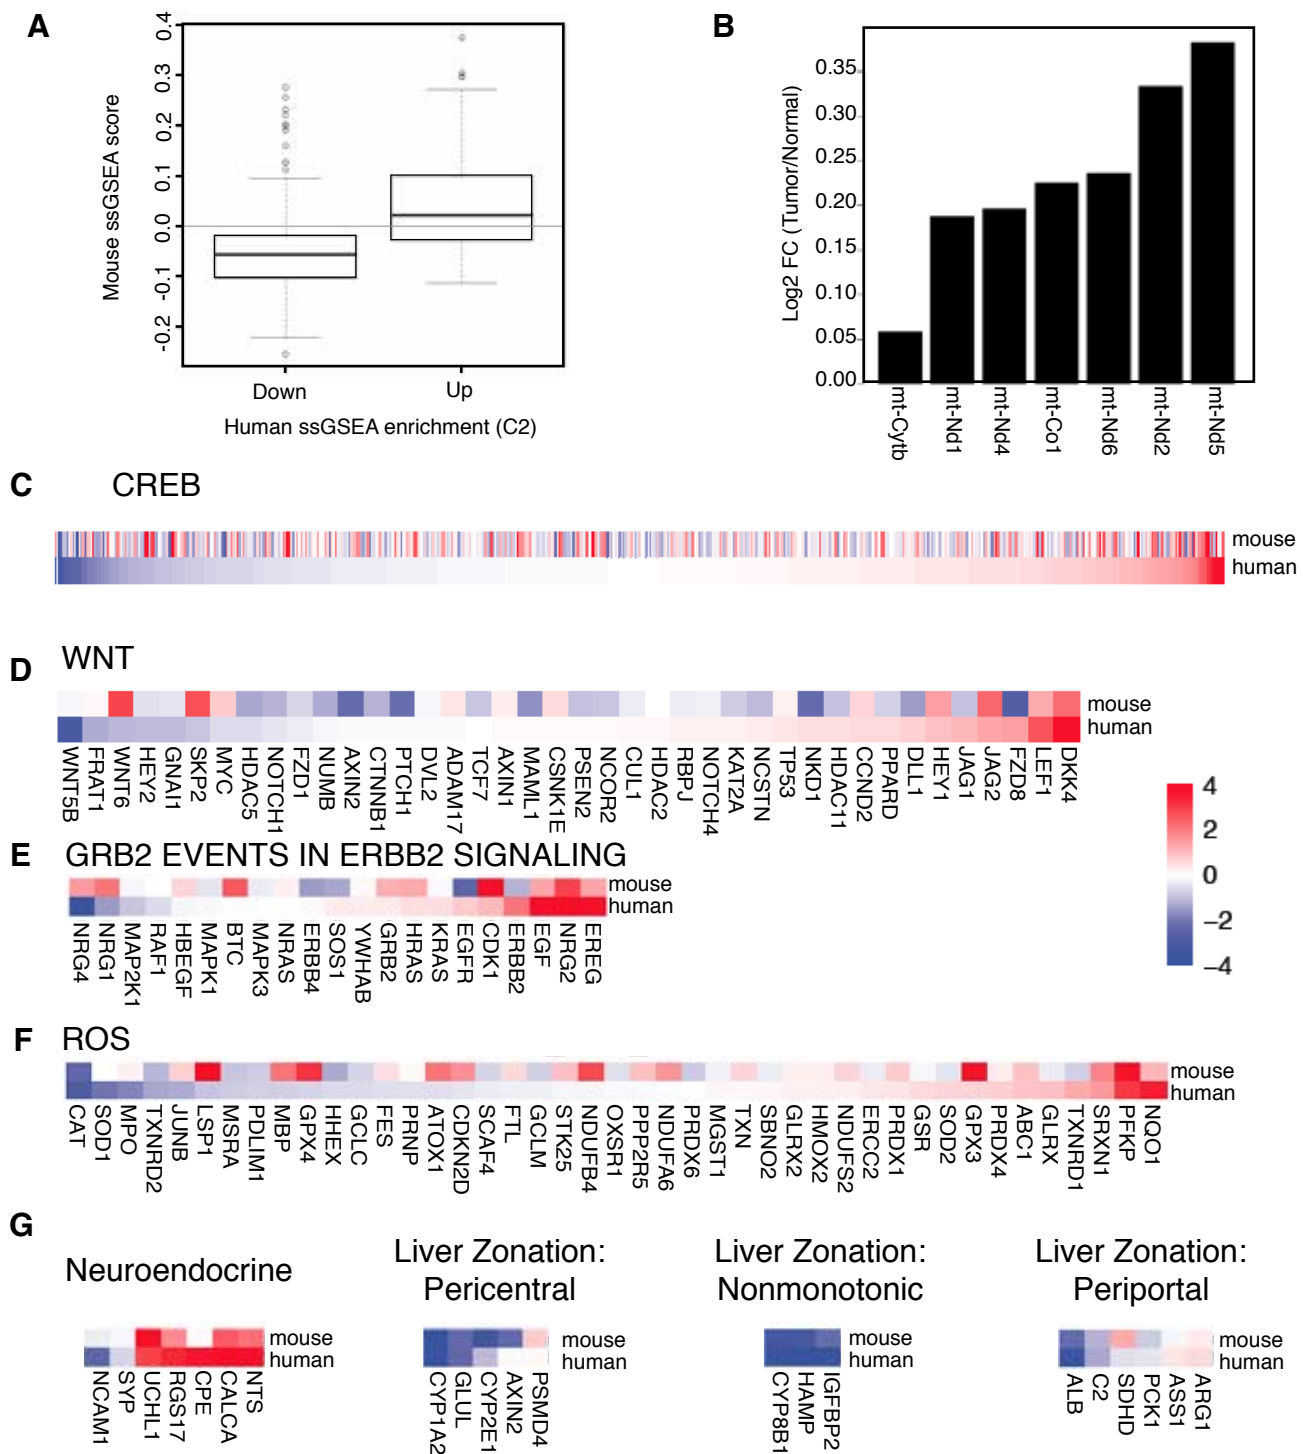 A
0.4
0.3
0.2
0.1
0.0
-0.1
-0.2
Mouse ssGSEA score
Down
Up
Human ssGSEA enrichment (C2)
B
0.35
0.30
0.25
0.20
0.15
0.10
0.05
0.00
Log2 FC (Tumor/Normal)
mt-Cytb
mt-Nd1
mt-Nd4
mt-Co1
mt-Nd6
mt-Nd2
mt-Nd5
C
CREB
mouse
human
D
WNT
mouse
human
WNT5B
FRAT1
WNT6
HEY2
GNAI1
SKP2
MYC
HDAC5
NOTCH1
FZD1
NUMB
AXIN2
CTNNB1
PTCH1
DVL2
ADAM17
TCF7
AXIN1
MAML1
CSNK1E
PSEN2
NCOR2
CUL1
HDAC2
RBPJ
NOTCH4
KAT2A
NCSTN
TP53
NKD1
HDAC11
CCND2
PPARD
DLL1
HEY1
JAG1
JAG2
FZD8
LEF1
DKK4
4
2
0
−2
−4
E
GRB2 EVENTS IN ERBB2 SIGNALING
mouse
human
NRG4
NRG1
MAP2K1
RAF1
HBEGF
MAPK1
BTC
MAPK3
NRAS
ERBB4
SOS1
YWHAB
GRB2
HRAS
KRAS
EGFR
CDK1
ERBB2
EGF
NRG2
EREG
F
ROS
mouse
human
CAT
SOD1
MPO
TXNRD2
JUNB
LSP1
MSRA
PDLIM1
MBP
GPX4
HHEX
GCLC
FES
PRNP
ATOX1
CDKN2D
SCAF4
FTL
GCLM
STK25
NDUFB4
OXSR1
PPP2R5
NDUFA6
PRDX6
MGST1
TXN
SBNO2
GLRX2
HMOX2
NDUFS2
ERCC2
PRDX1
GSR
SOD2
GPX3
PRDX4
ABC1
GLRX
TXNRD1
SRXN1
PFKP
NQO1
G
Neuroendocrine
mouse
human
NCAM1
SYP
UCHL1
RGS17
CPE
CALCA
NTS
Liver Zonation:
Pericentral
mouse
human
CYP1A2
GLUL
CYP2E1
AXIN2
PSMD4
Liver Zonation:
Nonmonotonic
mouse
human
CYP8B1
HAMP
IGFBP2
Liver Zonation:
Periportal
mouse
human
ALB
C2
SDHD
PCK1
ASS1
ARG1